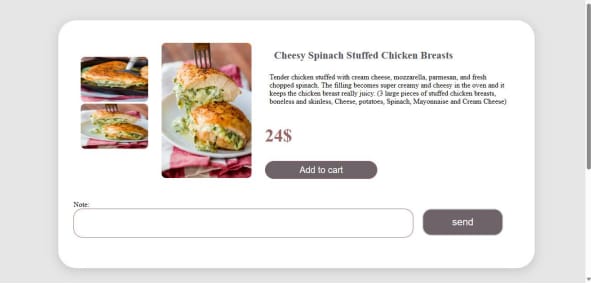 Cheesy Spinach Stuffed Chicken Breasts
Tender chicken stuffed with cream cheese, mozzarella, parmesan, and fresh
chopped spinach. The filling becomes super creamy and cheesy in the oven and it
keeps the chicken breast really juicy. (3 large pieces of stuffed chicken breasts,
boneless and skinless, Cheese, potatoes, Spinach, Mayonnaise and Cream Cheese)
24$
Add to cart
Note:
send